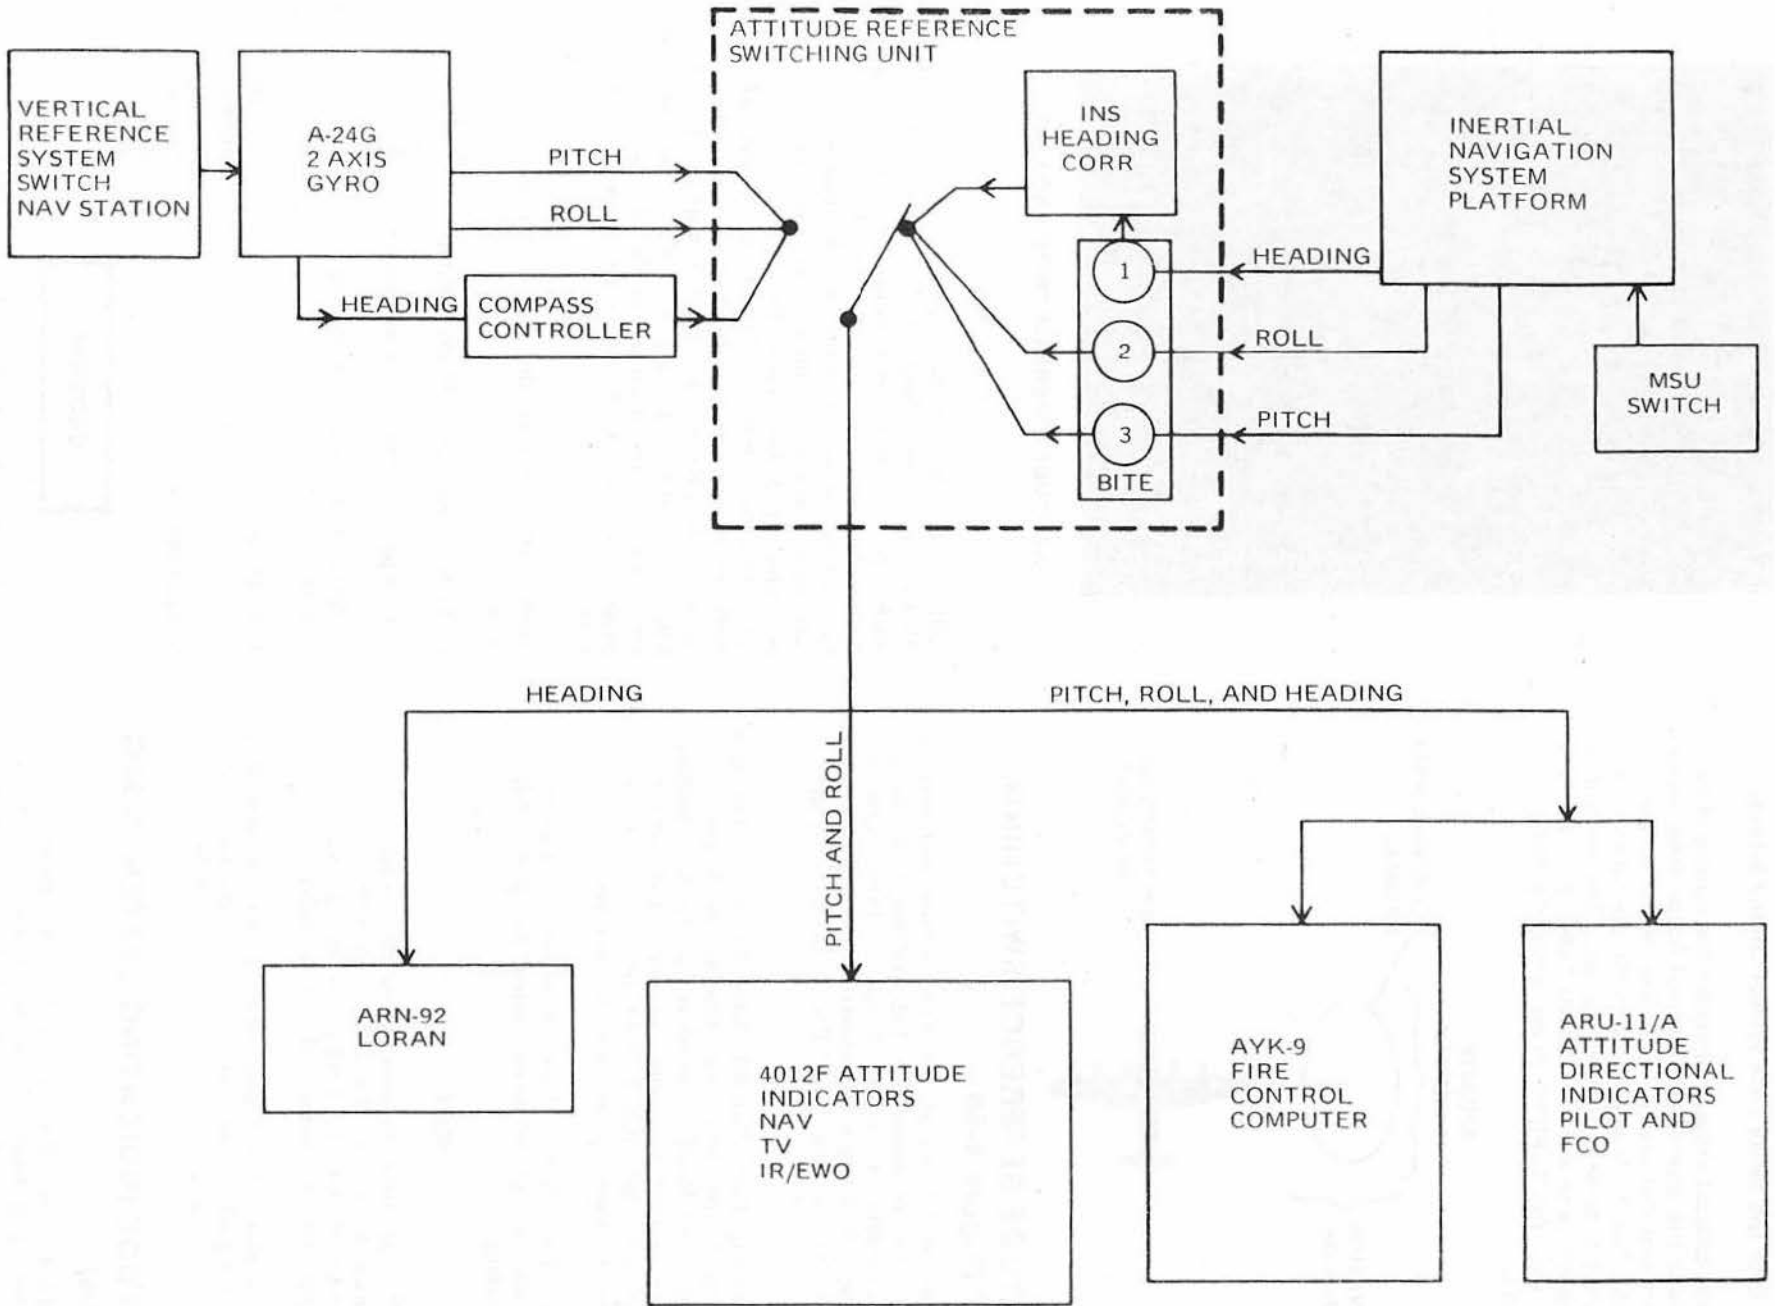 ATTITUDE REFERENCE
SWITCHING UNIT
VERTICAL
REFERENCE
SYSTEM
SWITCH
NAV STATION
A-24G
2 AXIS
GYRO
PITCH
ROLL
HEADING
COMPASS
CONTROLLER
INS
HEADING
CORR
1
2
3
BITE
HEADING
ROLL
PITCH
INERTIAL
NAVIGATION
SYSTEM
PLATFORM
MSU
SWITCH
HEADING
PITCH, ROLL, AND HEADING
PITCH AND ROLL
ARN-92
LORAN
4012F ATTITUDE
INDICATORS
NAV
TV
IR/EWO
AYK-9
FIRE
CONTROL
COMPUTER
ARU-11/A
ATTITUDE
DIRECTIONAL
INDICATORS
PILOT AND
FCO